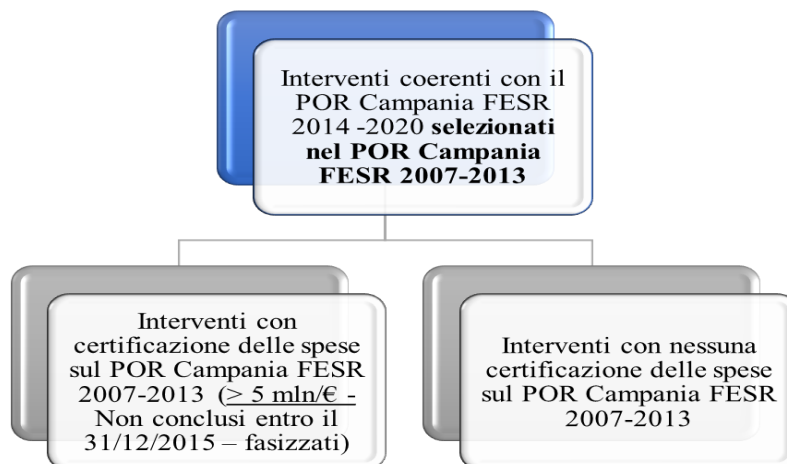 Interventi coerenti con il
POR Campania FESR
2014 -2020 selezionati
nel POR Campania
FESR 2007-2013
Interventi con
certificazione delle spese
sul POR Campania FESR
2007-2013 (> 5 mln/€ -
Non conclusi entro il
31/12/2015 – fasizzati)
Interventi con nessuna
certificazione delle spese
sul POR Campania FESR
2007-2013